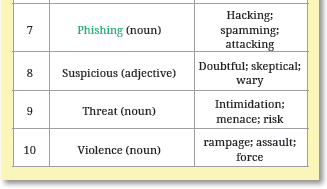 7 Phishing (noun) Hacking;
spamming;
attacking
8 Suspicious (adjective) Doubtful; skeptical;
wary
9 Threat (noun) Intimidation;
menace; risk
10 Violence (noun) rampage; assault;
force